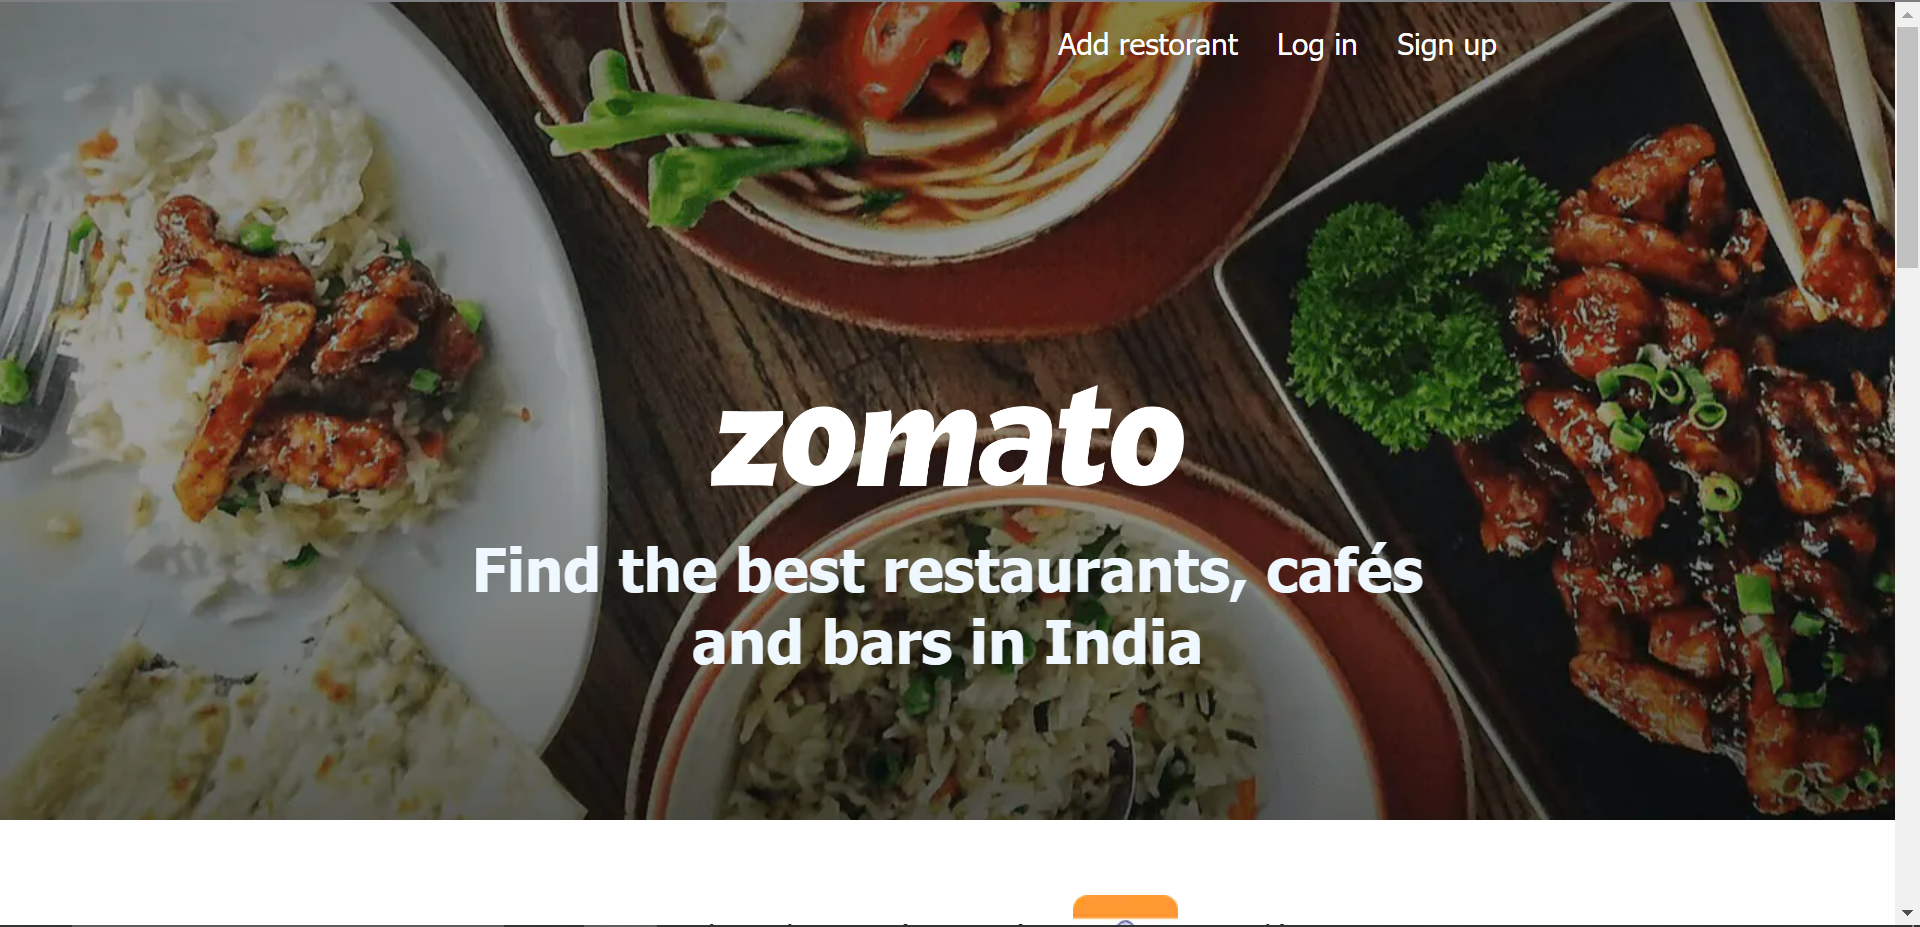 Add restorant Log in Sign up
zomato
Find the best restaurants, cafés
and bars in India